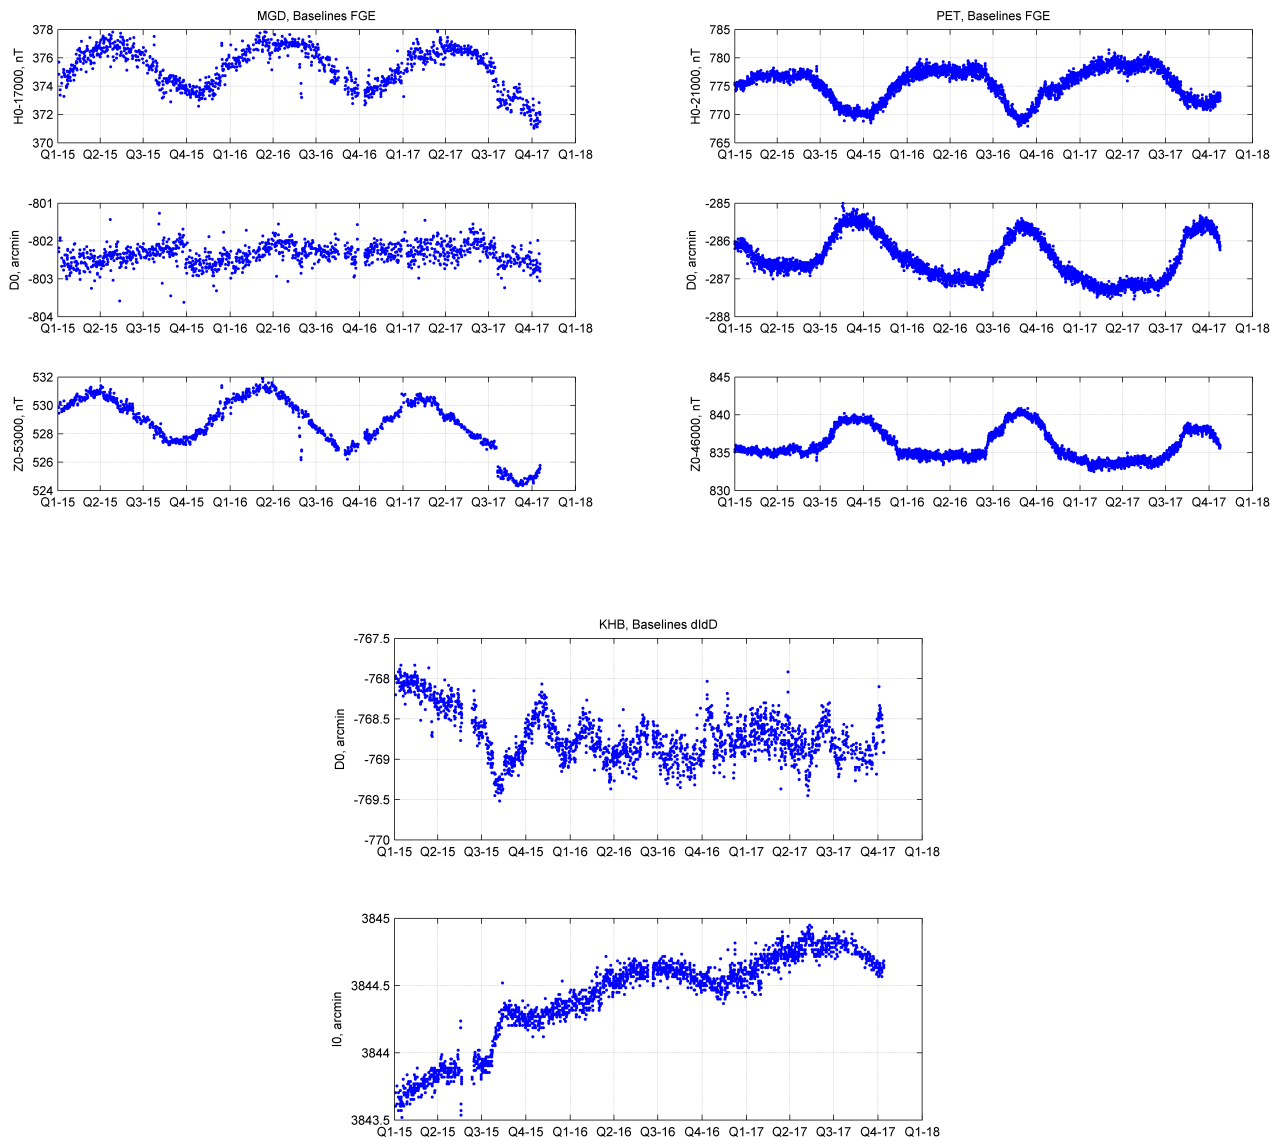 MGD, Baselines FGE
H0-17000, nT
378
376
374
372
370
Q1-15 Q2-15 Q3-15 Q4-15 Q1-16 Q2-16 Q3-16 Q4-16 Q1-17 Q2-17 Q3-17 Q4-17 Q1-18
D0, arcmin
-801
-802
-803
-804
Q1-15 Q2-15 Q3-15 Q4-15 Q1-16 Q2-16 Q3-16 Q4-16 Q1-17 Q2-17 Q3-17 Q4-17 Q1-18
Z0-53000, nT
532
530
528
526
524
Q1-15 Q2-15 Q3-15 Q4-15 Q1-16 Q2-16 Q3-16 Q4-16 Q1-17 Q2-17 Q3-17 Q4-17 Q1-18
PET, Baselines FGE
H0-21000, nT
785
780
775
770
765
Q1-15 Q2-15 Q3-15 Q4-15 Q1-16 Q2-16 Q3-16 Q4-16 Q1-17 Q2-17 Q3-17 Q4-17 Q1-18
D0, arcmin
-285
-286
-287
-288
Q1-15 Q2-15 Q3-15 Q4-15 Q1-16 Q2-16 Q3-16 Q4-16 Q1-17 Q2-17 Q3-17 Q4-17 Q1-18
Z0-46000, nT
845
840
835
830
Q1-15 Q2-15 Q3-15 Q4-15 Q1-16 Q2-16 Q3-16 Q4-16 Q1-17 Q2-17 Q3-17 Q4-17 Q1-18
KHB, Baselines dIdD
D0, arcmin
-767.5
-768
-768.5
-769
-769.5
-770
Q1-15 Q2-15 Q3-15 Q4-15 Q1-16 Q2-16 Q3-16 Q4-16 Q1-17 Q2-17 Q3-17 Q4-17 Q1-18
I0, arcmin
3845
3844.5
3844
3843.5
Q1-15 Q2-15 Q3-15 Q4-15 Q1-16 Q2-16 Q3-16 Q4-16 Q1-17 Q2-17 Q3-17 Q4-17 Q1-18